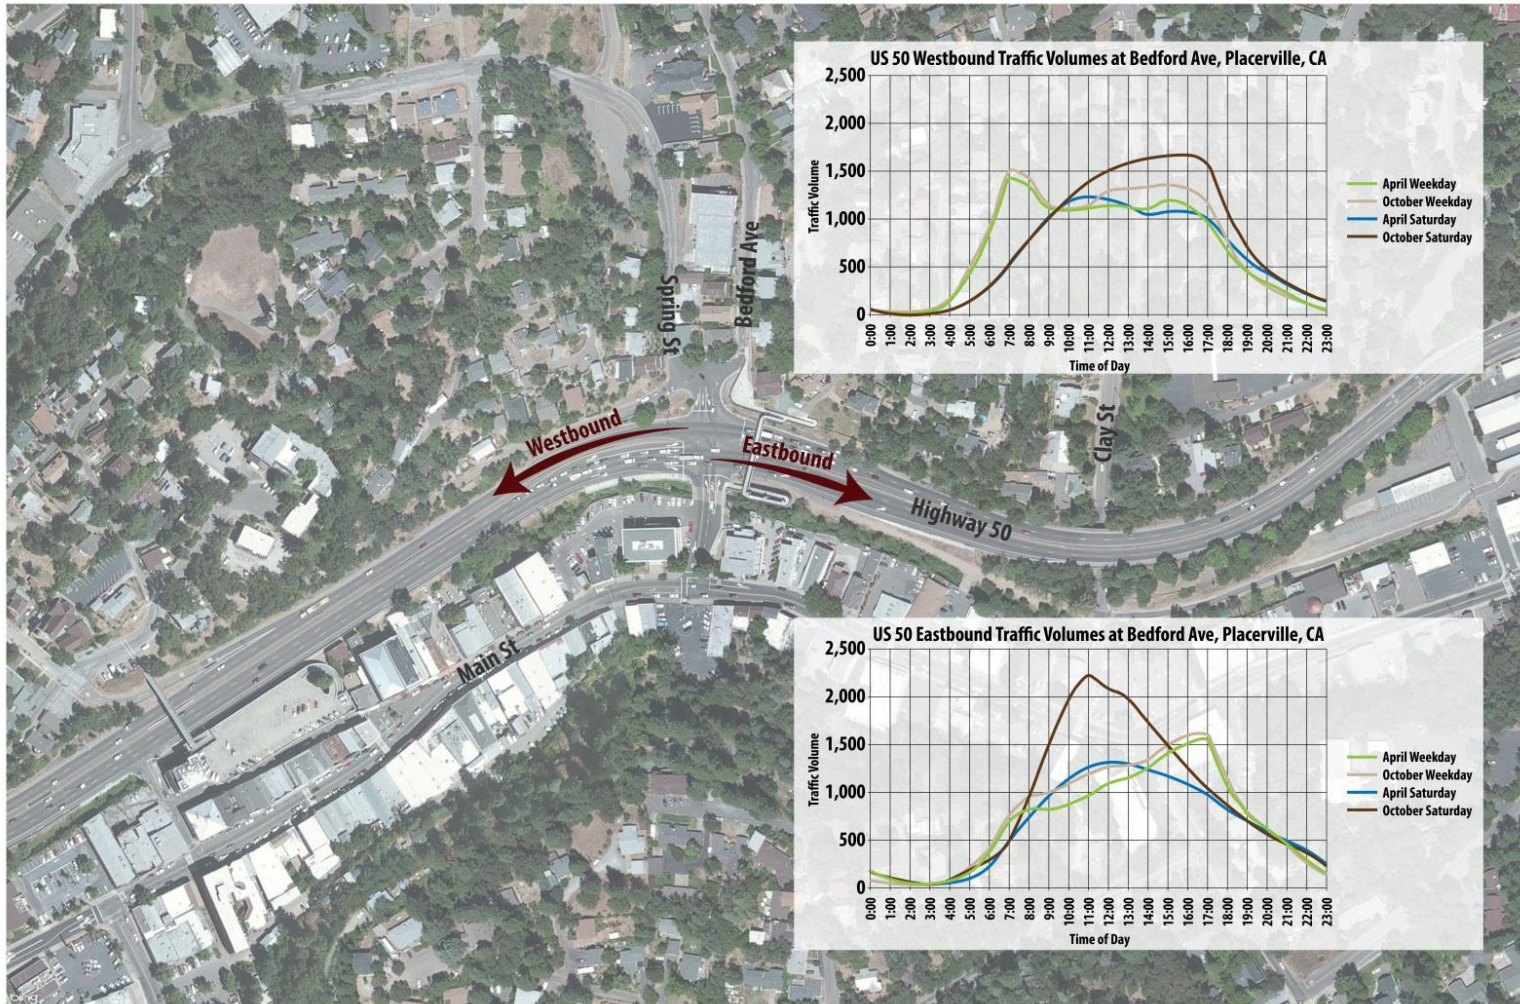 US 50 Westbound Traffic Volumes at Bedford Ave, Placerville, CA
2,500
2,000
1,500
1,000
500
0
Traffic Volume
0:00
1:00
2:00
3:00
4:00
5:00
6:00
7:00
8:00
9:00
10:00
11:00
12:00
13:00
14:00
15:00
16:00
17:00
18:00
19:00
20:00
21:00
22:00
23:00
Time of Day
April Weekday
October Weekday
April Saturday
October Saturday
Spring St
Bedford Ave
Westbound
Eastbound
Clay St
Highway 50
Main St
US 50 Eastbound Traffic Volumes at Bedford Ave, Placerville, CA
2,500
2,000
1,500
1,000
500
0
Traffic Volume
0:00
1:00
2:00
3:00
4:00
5:00
6:00
7:00
8:00
9:00
10:00
11:00
12:00
13:00
14:00
15:00
16:00
17:00
18:00
19:00
20:00
21:00
22:00
23:00
Time of Day
April Weekday
October Weekday
April Saturday
October Saturday
bing